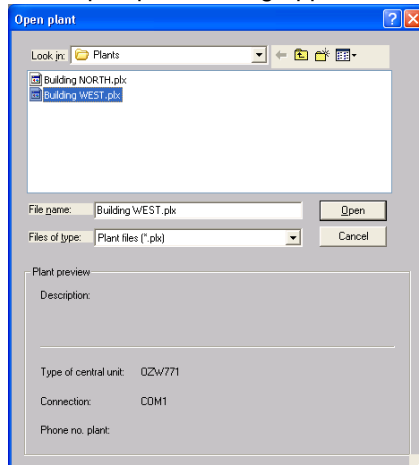 Open plant
Look in: Plants
Building NORTH.plx
Building WEST.plx
File name: Building WEST.plx Open
Files of type: Plant files (*.plx) Cancel
Plant preview
Description:
Type of central unit: OZW771
Connection: COM1
Phone no. plant: